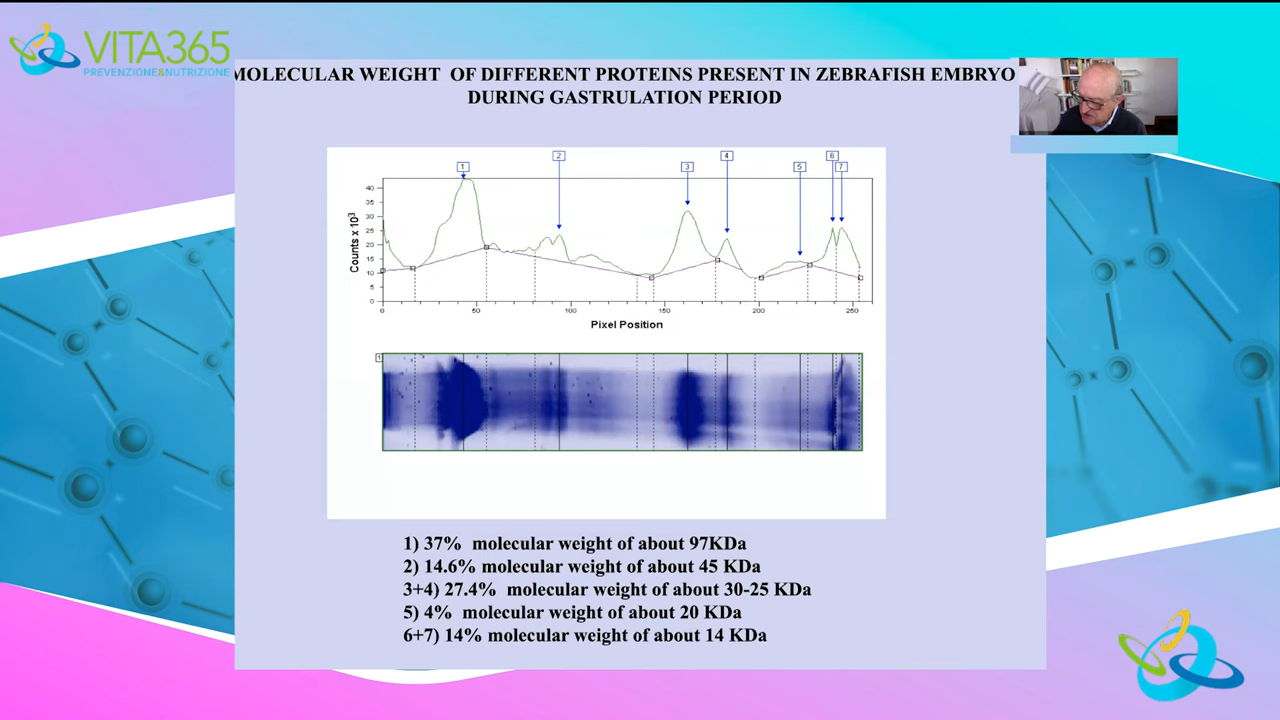 VITA365
PREVENZIONE&NUTRIZIONE
MOLECULAR WEIGHT OF DIFFERENT PROTEINS PRESENT IN ZEBRAFISH EMBRYO
DURING GASTRULATION PERIOD
1 2 3 4 5 6 7
Counts x 10³
40
35
30
25
20
15
10
5
0
0 50 100 150 200 250
Pixel Position
1
1) 37% molecular weight of about 97KDa
2) 14.6% molecular weight of about 45 KDa
3+4) 27.4% molecular weight of about 30-25 KDa
5) 4% molecular weight of about 20 KDa
6+7) 14% molecular weight of about 14 KDa